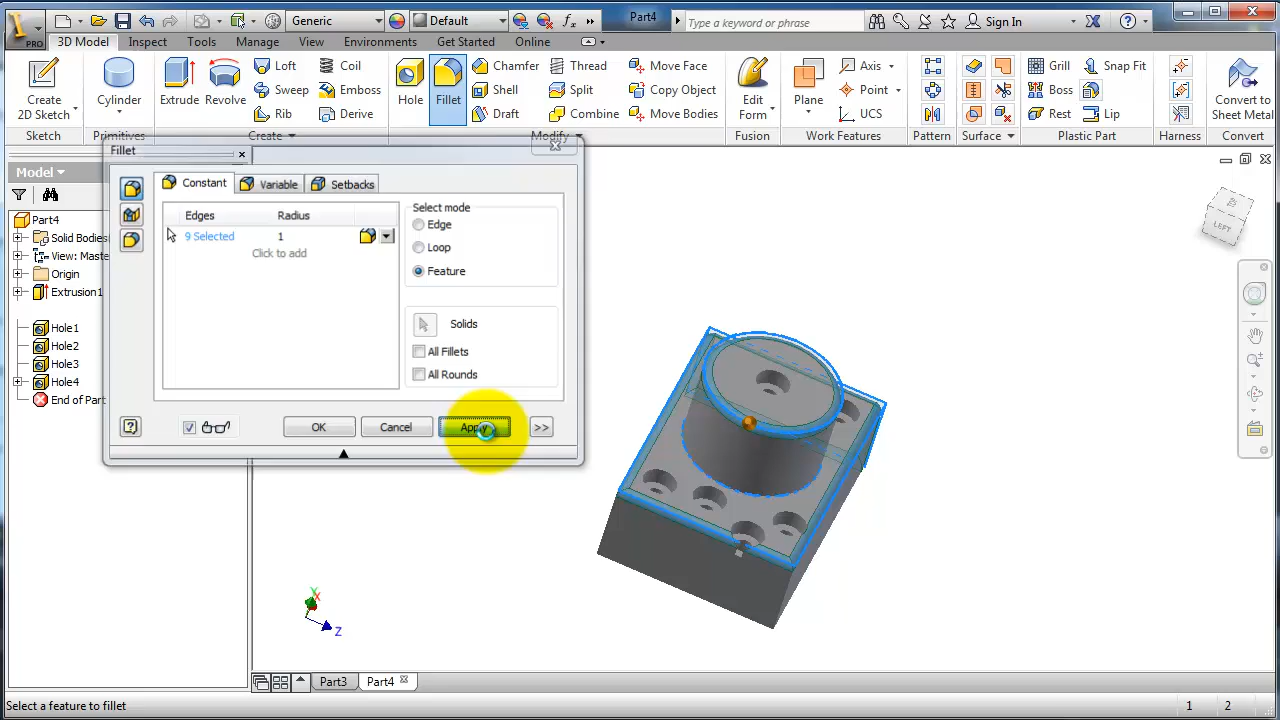 PRO
Generic
Default
Part4
Type a keyword or phrase
Sign In
3D Model
Inspect
Tools
Manage
View
Environments
Get Started
Online
Create
2D Sketch
Sketch
Cylinder
Primitives
Extrude
Revolve
Loft
Sweep
Rib
Coil
Emboss
Derive
Create
Hole
Fillet
Chamfer
Shell
Draft
Thread
Split
Combine
Move Face
Copy Object
Move Bodies
Modify
Edit
Form
Fusion
Plane
Axis
Point
UCS
Work Features
Pattern
Surface
Grill
Boss
Rest
Snap Fit
Lip
Plastic Part
Harness
Convert to
Sheet Metal
Convert
Model
Part4
Solid Bodies
View: Maste
Origin
Extrusion1
Hole1
Hole2
Hole3
Hole4
End of Part
Fillet
Constant
Variable
Setbacks
Edges
Radius
9 Selected
1
Click to add
Select mode
Edge
Loop
Feature
Solids
All Fillets
All Rounds
OK
Cancel
Apply
>>
LEFT
Y
X
Z
Part3
Part4
Select a feature to fillet
1
2